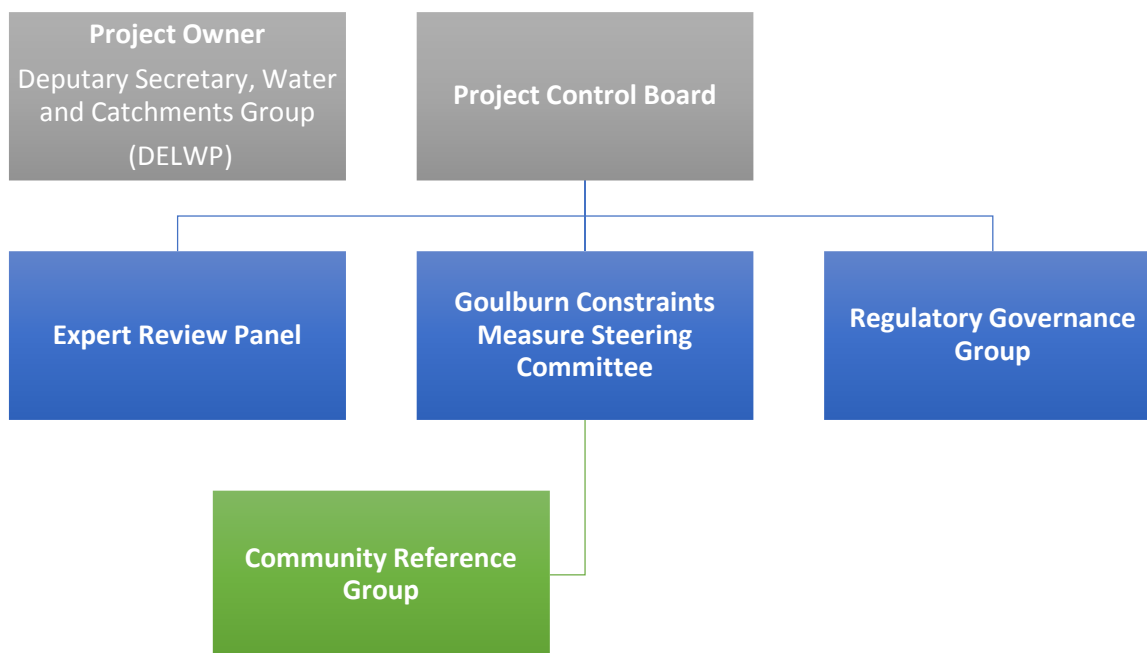 Project Owner
Deputary Secretary, Water
and Catchments Group
(DELWP)
Project Control Board
Expert Review Panel
Goulburn Constraints
Measure Steering
Committee
Regulatory Governance
Group
Community Reference
Group